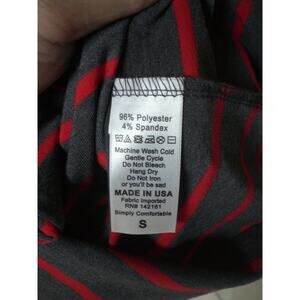 96% Polyester
4% Spandex
Machine Wash Cold
Gentle Cycle
Do Not Bleach
Hang Dry
Do Not Iron
or you'll be sad
MADE IN USA
Fabric Imported
RN# 142161
Simply Comfortable
S